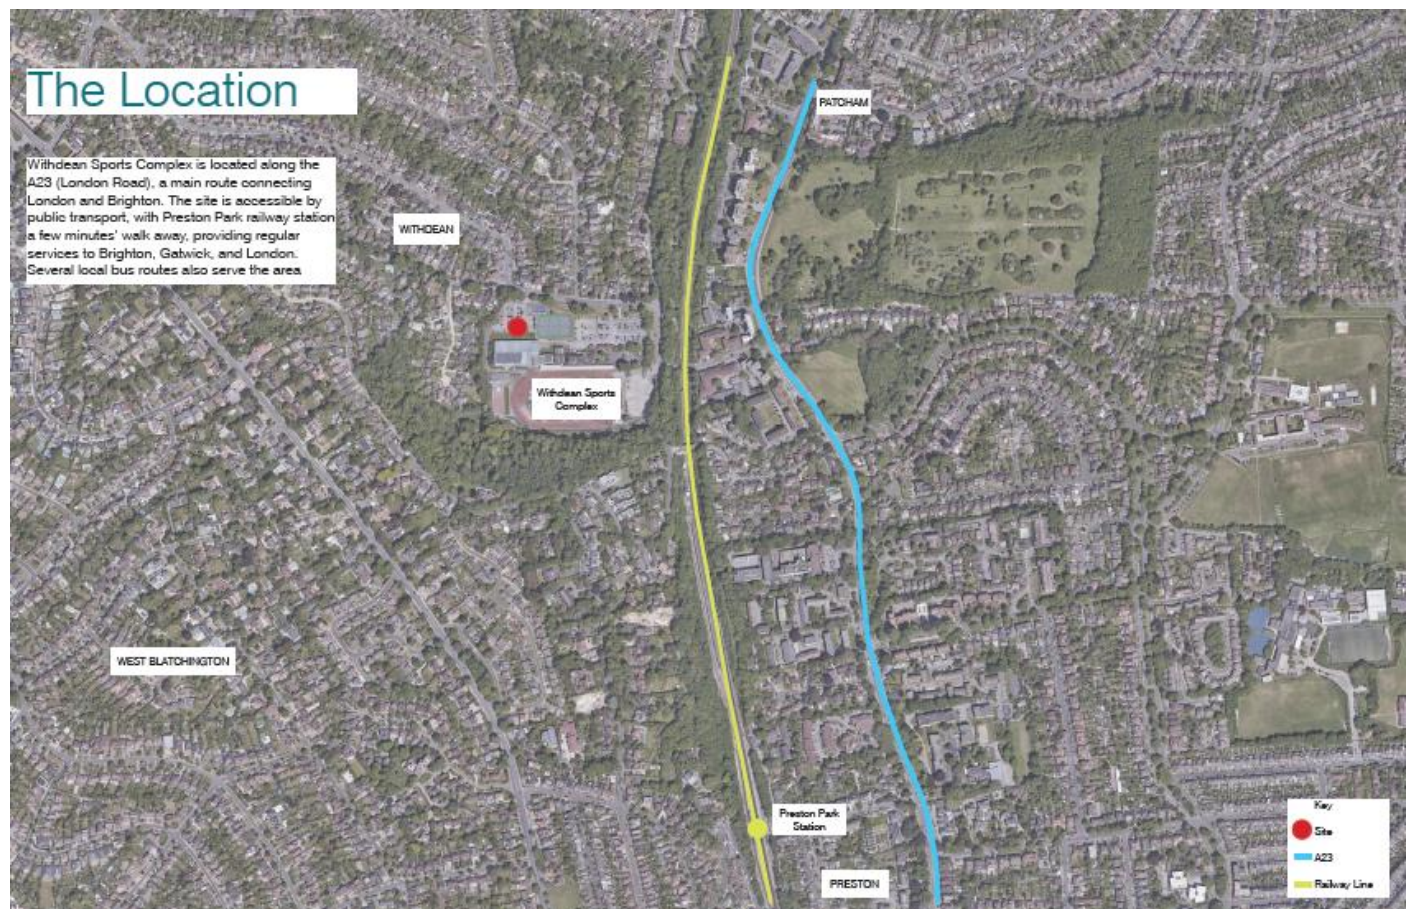 The Location
Withdean Sports Complex is located along the
A23 (London Road), a main route connecting
London and Brighton. The site is accessible by
public transport, with Preston Park railway station
a few minutes' walk away, providing regular
services to Brighton, Gatwick, and London.
Several local bus routes also serve the area
PATCHAM
WITHDEAN
Withdean Sports
Complex
WEST BLATCHINGTON
Preston Park
Station
PRESTON
Key
Site
A23
Railway Line